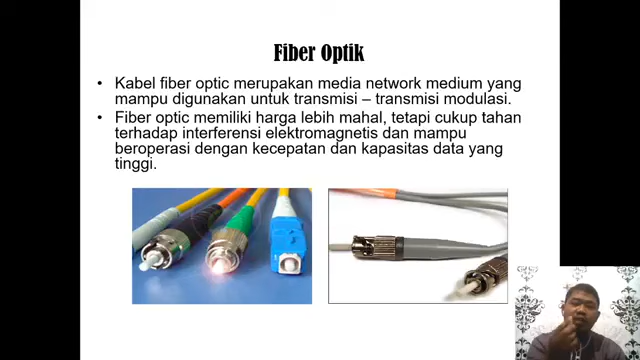 Fiber Optik
• Kabel fiber optic merupakan media network medium yang
mampu digunakan untuk transmisi – transmisi modulasi.
• Fiber optic memiliki harga lebih mahal, tetapi cukup tahan
terhadap interferensi elektromagnetis dan mampu
beroperasi dengan kecepatan dan kapasitas data yang
tinggi.